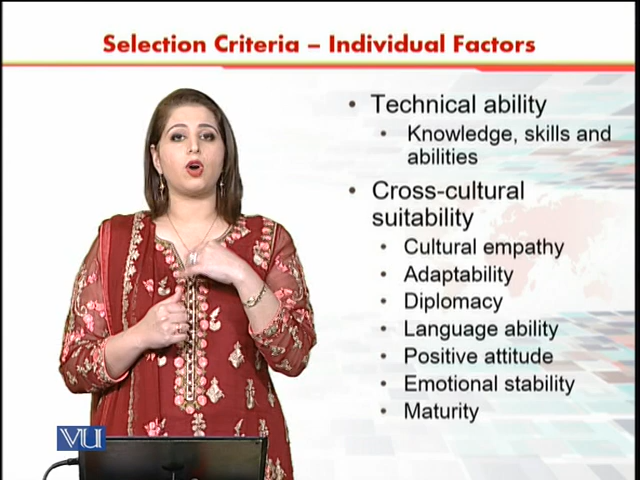 Selection Criteria – Individual Factors
• Technical ability
• Knowledge, skills and
abilities
• Cross-cultural
suitability
• Cultural empathy
• Adaptability
• Diplomacy
• Language ability
• Positive attitude
• Emotional stability
• Maturity
VU